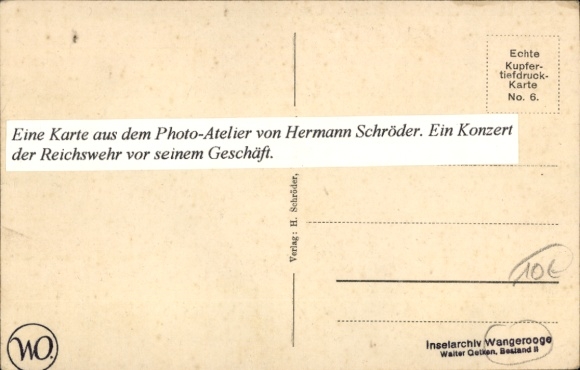 Echte
Kupfer-
tiefdruck-
Karte
No. 6.
Eine Karte aus dem Photo-Atelier von Hermann Schröder. Ein Konzert
der Reichswehr vor seinem Geschäft.
Verlag: H. Schröder,
10€
Inselarchiv Wangerooge
Walter Oetken, Bestand II
WO.